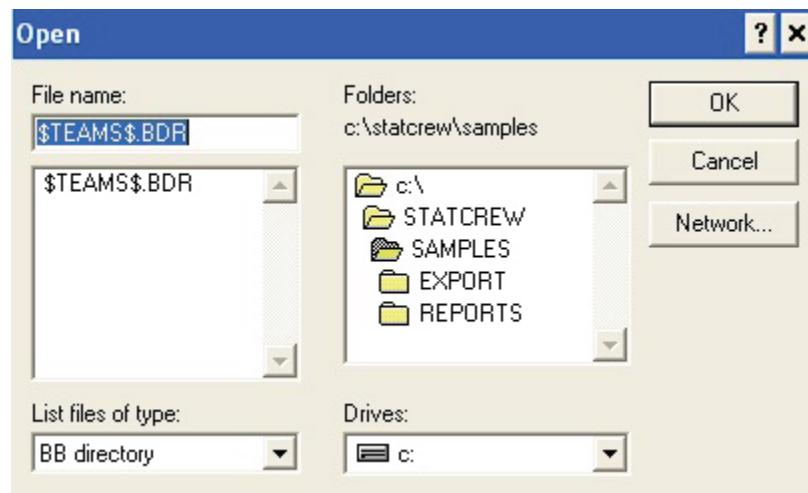 Open
File name:
$TEAMS$.BDR
$TEAMS$.BDR
List files of type:
BB directory
Folders:
c:\statcrew\samples
c:\
STATCREW
SAMPLES
EXPORT
REPORTS
Drives:
c:
OK
Cancel
Network...